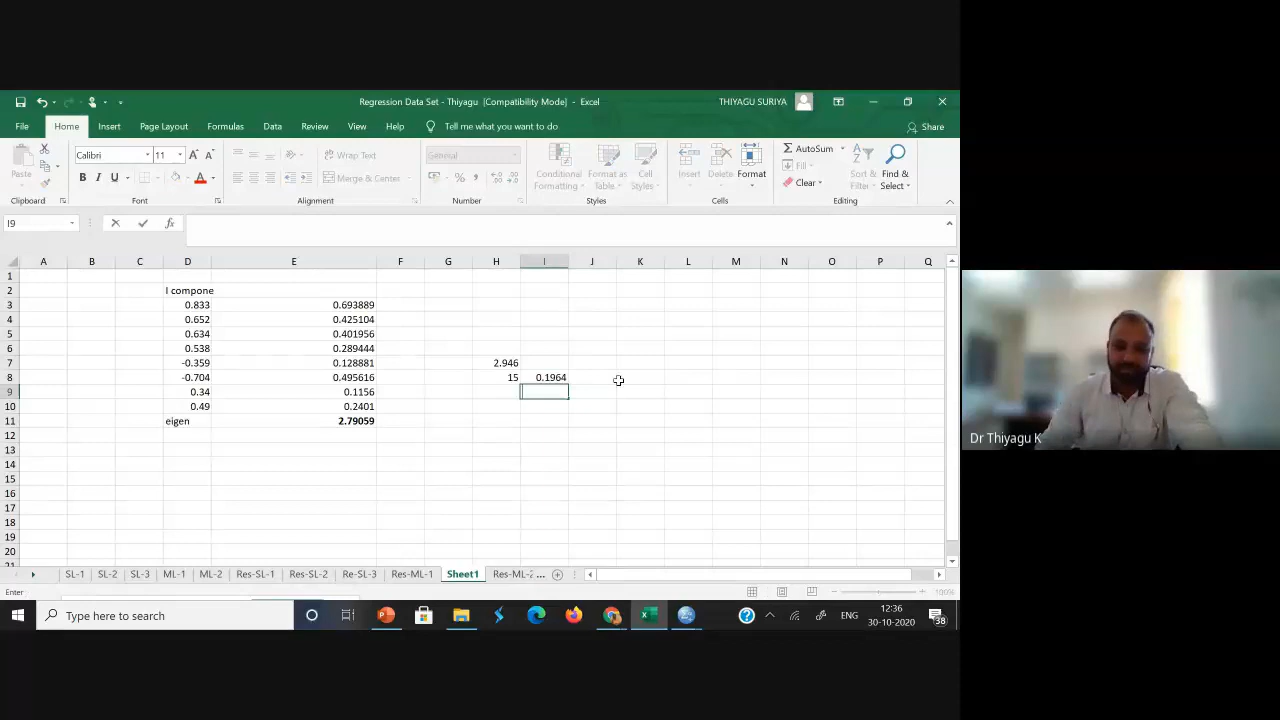 Regression Data Set - Thiyagu [Compatibility Mode] - Excel
THIYAGU SURIYA
File Home Insert Page Layout Formulas Data Review View Help Tell me what you want to do Share
Paste
Clipboard
Calibri 11 A A
B I U A
Font
Wrap Text
Merge & Center
Alignment
General
% ,
Number
Conditional Formatting
Format as Table
Cell Styles
Styles
Insert Delete Format
Cells
AutoSum
Fill
Clear
Sort & Filter
Find & Select
Editing
I9 fx
A B C D E F G H I J K L M N O P Q
1
2 I compone
3 0.833 0.693889
4 0.652 0.425104
5 0.634 0.401956
6 0.538 0.289444
7 -0.359 0.128881 2.946
8 -0.704 0.495616 15 0.1964
9 0.34 0.1156
10 0.49 0.2401
11 eigen 2.79059
12
13
14
15
16
17
18
19
20
21
SL-1 SL-2 SL-3 ML-1 ML-2 Res-SL-1 Res-SL-2 Re-SL-3 Res-ML-1 Sheet1 Res-ML-2 ...
Enter 100%
Type here to search
ENG
12:36
30-10-2020
38
Dr Thiyagu K